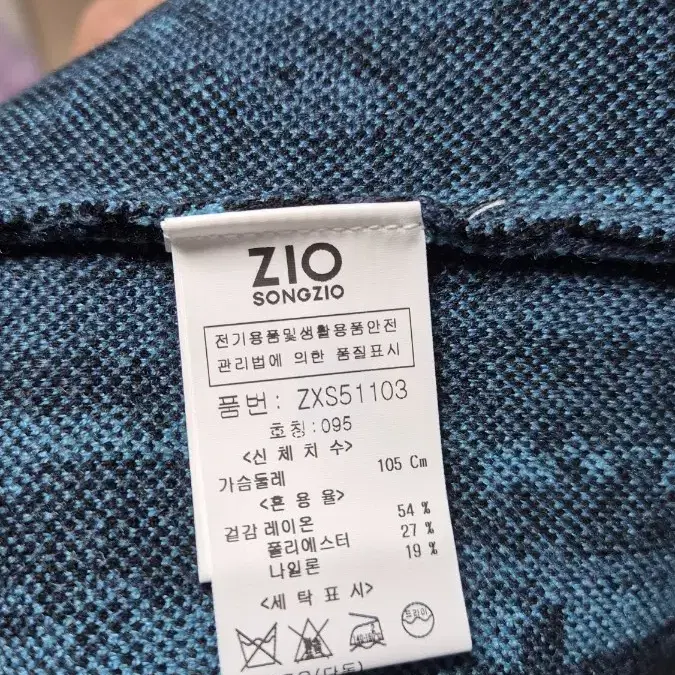 ZIO
SONGZIO
전기용품및생활용품안전
관리법에 의한 품질표시
품번: ZXS51103
호칭:095
<신체치수>
가슴둘레 105 Cm
<혼용율>
겉감 레이온 54 %
폴리에스터 27 %
나일론 19 %
<세탁표시>
드라이